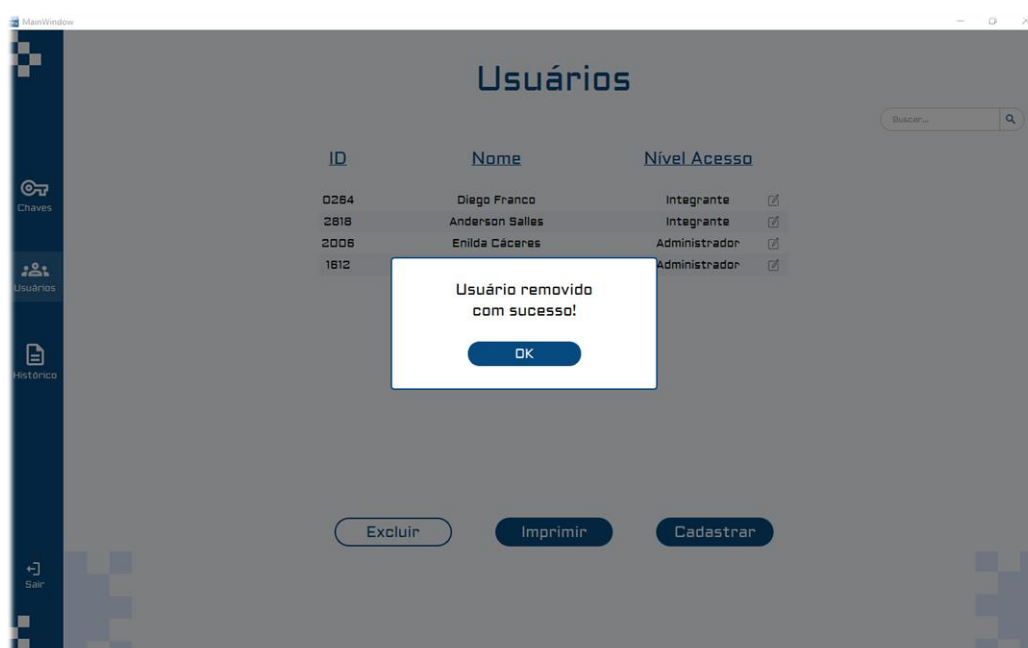 MainWindow
Usuários
Buscar...
ID Nome Nível Acesso
0264 Diego Franco Integrante
2818 Anderson Salles Integrante
2006 Enilda Cáceres Administrador
1612 Administrador
Chaves
Usuários
Histórico
Usuário removido
com sucesso!
OK
Excluir Imprimir Cadastrar
Sair